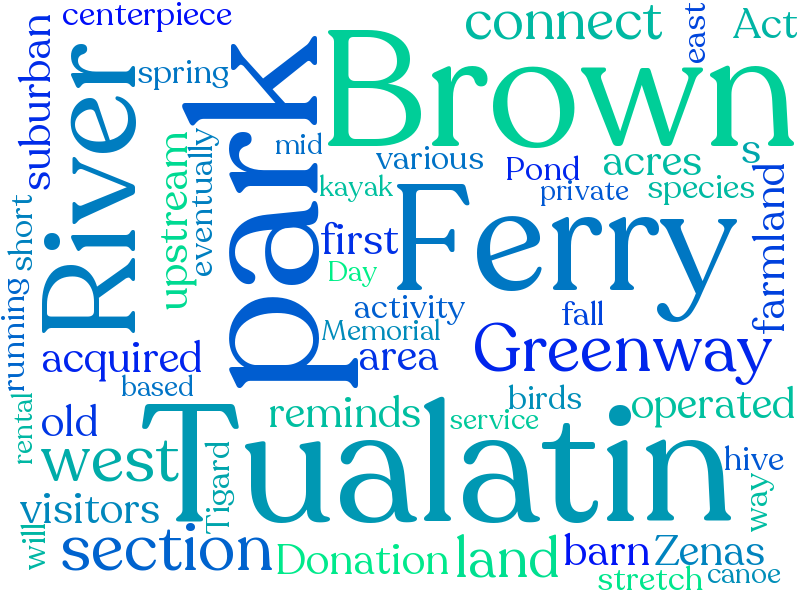 centerpiece
connect
east
Act
suburban
River
spring
park
Brown
mid
various
Pond
acres
s
upstream
eventually
kayak
private
species
farmland
short
first
Ferry
Day
activity
fall
running
Memorial
acquired
area
Greenway
based
rental
old
Tualatin
reminds
service
birds
operated
west
Tigard
hive
visitors
way
will
section
Donation
land
barn
Zenas
stretch
canoe